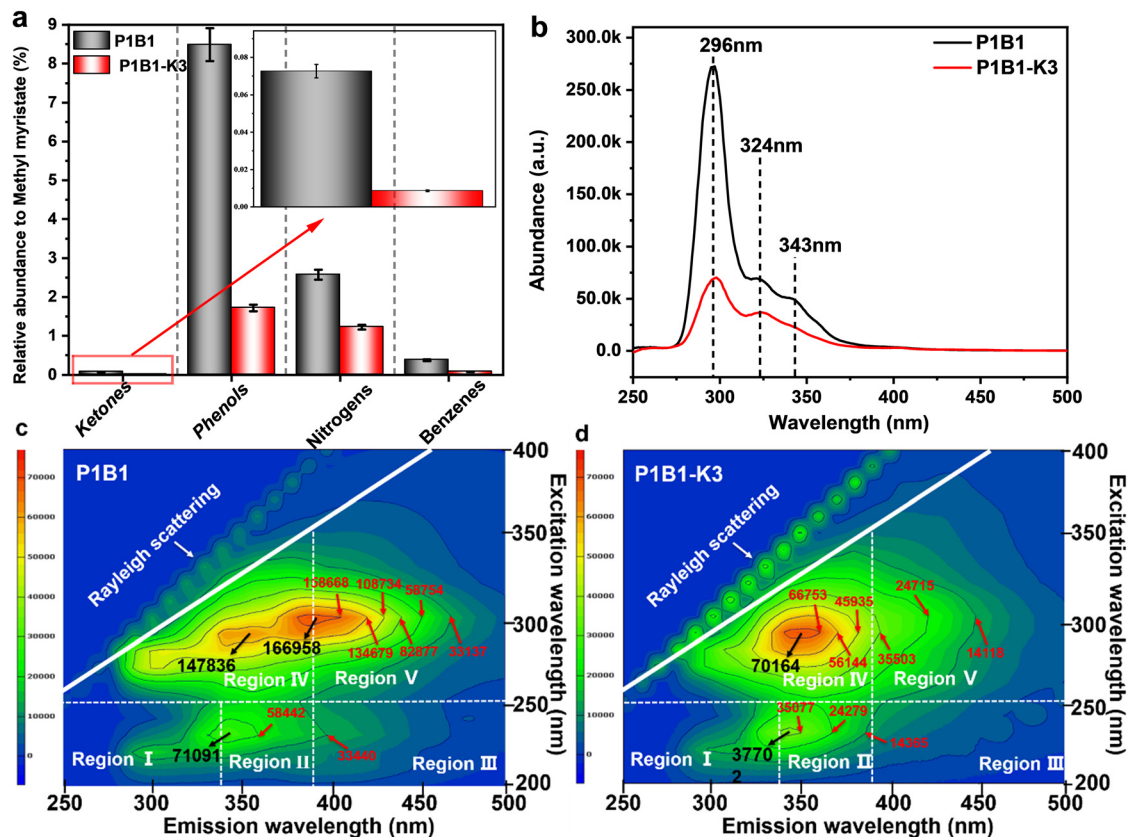 a
Relative abundance to Methyl myristate (%)
9
8
7
6
5
4
3
2
1
0
P1B1
P1B1-K3
0.08
0.06
0.04
0.02
0.00
Ketones
Phenols
Nitrogens
Benzenes
b
Abundance (a.u.)
300.0k
250.0k
200.0k
150.0k
100.0k
50.0k
0.0
296nm
324nm
343nm
P1B1
P1B1-K3
250 300 350 400 450 500
Wavelength (nm)
c
70000
60000
50000
40000
30000
20000
10000
0
P1B1
Rayleigh scattering
158668 108734 58754
147836 166958 134679 82877 33137
Region Ⅳ Region Ⅴ
58442
71091 33440
Region Ⅰ Region Ⅱ Region Ⅲ
400
350
300
250
200
Excitation wavelength (nm)
250 300 350 400 450 500
Emission wavelength (nm)
d
70000
60000
50000
40000
30000
20000
10000
0
P1B1-K3
Rayleigh scattering
66753 45935 24715
70164 56144 35503 14118
Region Ⅳ Region Ⅴ
35077 24279
3770
2
14365
Region Ⅰ Region Ⅱ Region Ⅲ
400
350
300
250
200
Excitation wavelength (nm)
250 300 350 400 450 500
Emission wavelength (nm)